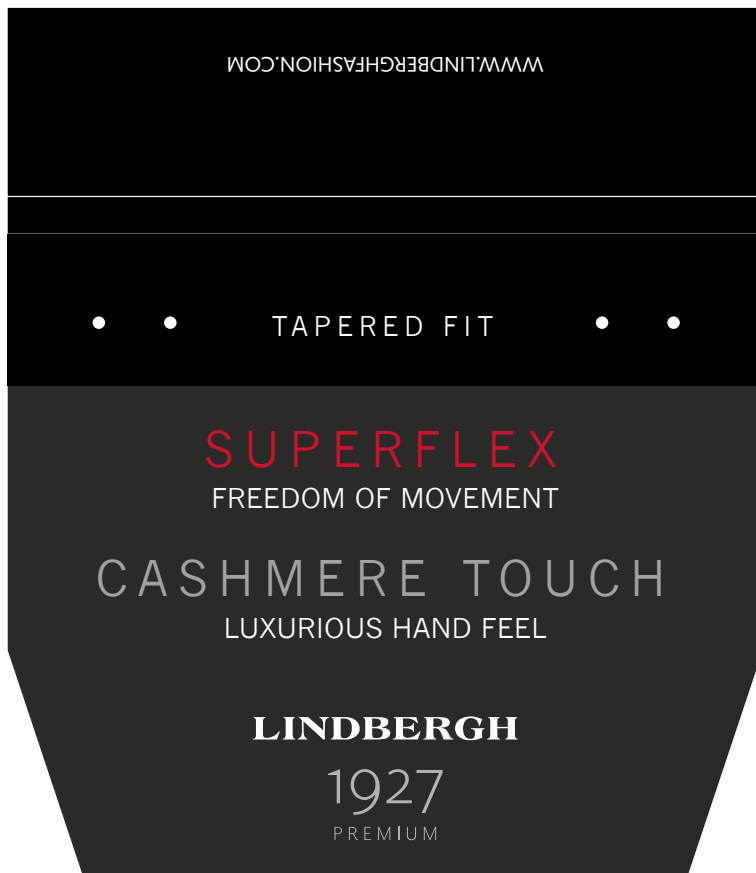 WWW.LINDBERGHFASHION.COM
TAPERED FIT
SUPERFLEX
FREEDOM OF MOVEMENT
CASHMERE TOUCH
LUXURIOUS HAND FEEL
LINDBERGH
1927
PREMIUM